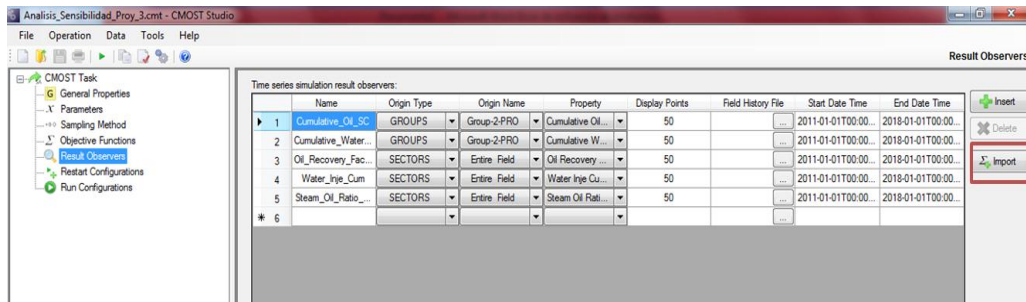 Analisis_Sensibilidad_Proy_3.cmt - CMOST Studio
File Operation Data Tools Help
Result Observers
CMOST Task
G General Properties
X Parameters
Sampling Method
Σ Objective Functions
Result Observers
Restart Configurations
Run Configurations
Time series simulation result observers:
Name Origin Type Origin Name Property Display Points Field History File Start Date Time End Date Time
1 Cumulative_Oil_SC GROUPS Group-2-PRO Cumulative Oil... 50 ... 2011-01-01T00:00... 2018-01-01T00:00...
2 Cumulative_Water... GROUPS Group-2-PRO Cumulative W... 50 ... 2011-01-01T00:00... 2018-01-01T00:00...
3 Oil_Recovery_Fac... SECTORS Entire Field Oil Recovery ... 50 ... 2011-01-01T00:00... 2018-01-01T00:00...
4 Water_Inje_Cum SECTORS Entire Field Water Inje Cu... 50 ... 2011-01-01T00:00... 2018-01-01T00:00...
5 Steam_Oil_Ratio_... SECTORS Entire Field Steam Oil Rati... 50 ... 2011-01-01T00:00... 2018-01-01T00:00...
* 6 ...
Insert
Delete
Σ Import